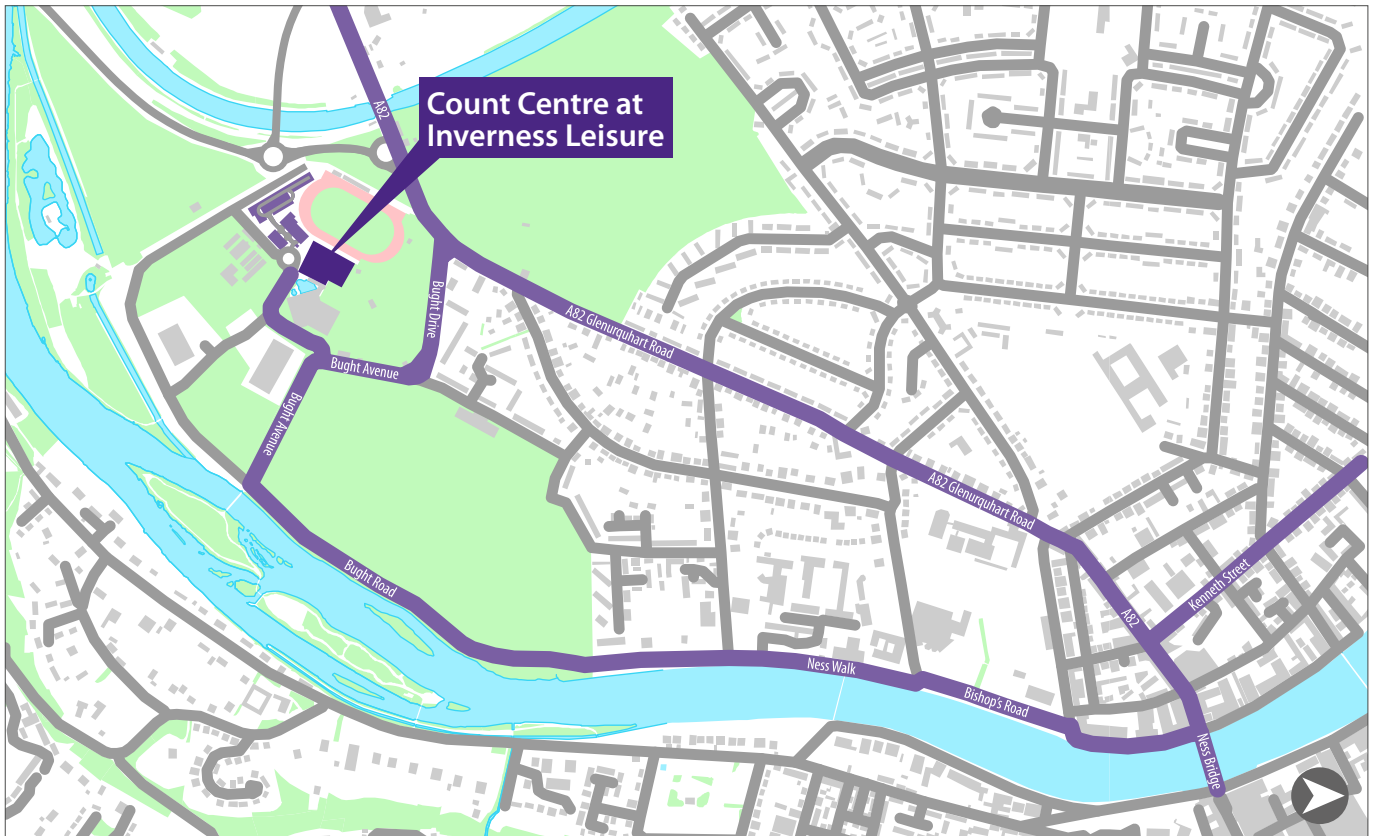 A82
Count Centre at
Inverness Leisure
Bught Drive
A82 Glenurquhart Road
Bught Avenue
Bught Avenue
A82 Glenurquhart Road
Kenneth Street
Bught Road
A82
Ness Walk
Bishop's Road
Ness Bridge